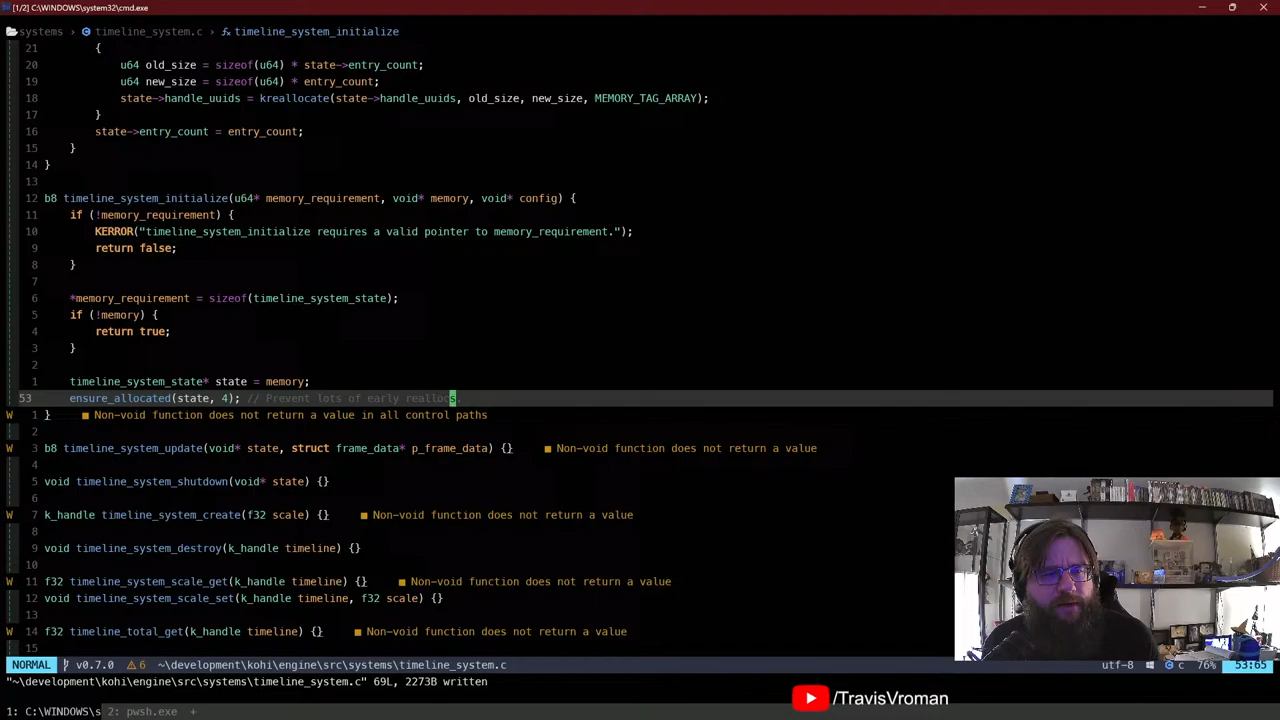 [1/2] C:\WINDOWS\system32\cmd.exe
systems > timeline_system.c > timeline_system_initialize
21 {
20 u64 old_size = sizeof(u64) * state->entry_count;
19 u64 new_size = sizeof(u64) * entry_count;
18 state->handle_uuids = kreallocate(state->handle_uuids, old_size, new_size, MEMORY_TAG_ARRAY);
17 }
16 state->entry_count = entry_count;
15 }
14 }
13
12 b8 timeline_system_initialize(u64* memory_requirement, void* memory, void* config) {
11 if (!memory_requirement) {
10 KERROR("timeline_system_initialize requires a valid pointer to memory_requirement.");
9 return false;
8 }
7
6 *memory_requirement = sizeof(timeline_system_state);
5 if (!memory) {
4 return true;
3 }
2
1 timeline_system_state* state = memory;
53 ensure_allocated(state, 4); // Prevent lots of early reallocs
W 1 } ■ Non-void function does not return a value in all control paths
2
W 3 b8 timeline_system_update(void* state, struct frame_data* p_frame_data) {} ■ Non-void function does not return a value
4
5 void timeline_system_shutdown(void* state) {}
6
W 7 k_handle timeline_system_create(f32 scale) {} ■ Non-void function does not return a value
8
9 void timeline_system_destroy(k_handle timeline) {}
10
W 11 f32 timeline_system_scale_get(k_handle timeline) {} ■ Non-void function does not return a value
12 void timeline_system_scale_set(k_handle timeline, f32 scale) {}
13
W 14 f32 timeline_total_get(k_handle timeline) {} ■ Non-void function does not return a value
15
NORMAL v0.7.0 6 ~\development\kohi\engine\src\systems\timeline_system.c utf-8 c 76% 53:65
"~\development\kohi\engine\src\systems\timeline_system.c" 69L, 2273B written
/TravisVroman
1: C:\WINDOWS\s 2: pwsh.exe +